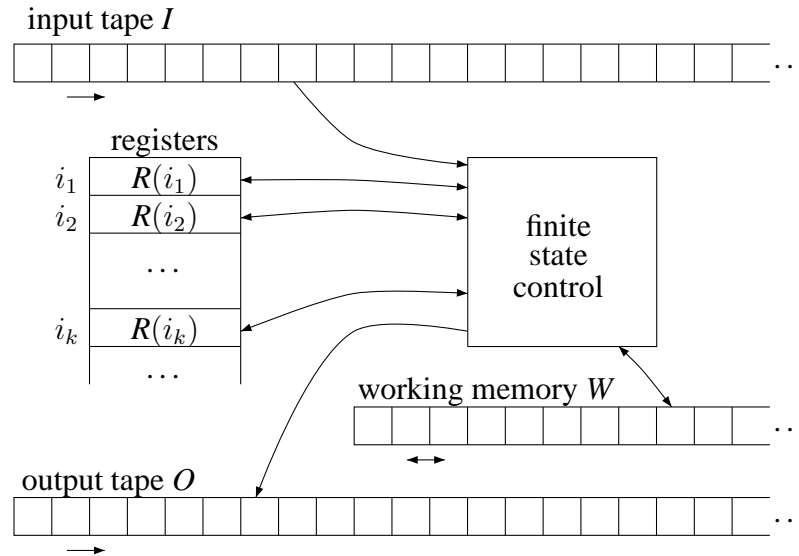 input tape I
. .
registers
i₁ R(i₁)
i₂ R(i₂)
. . .
iₖ R(iₖ)
. . .
finite
state
control
working memory W
. .
output tape O
. .